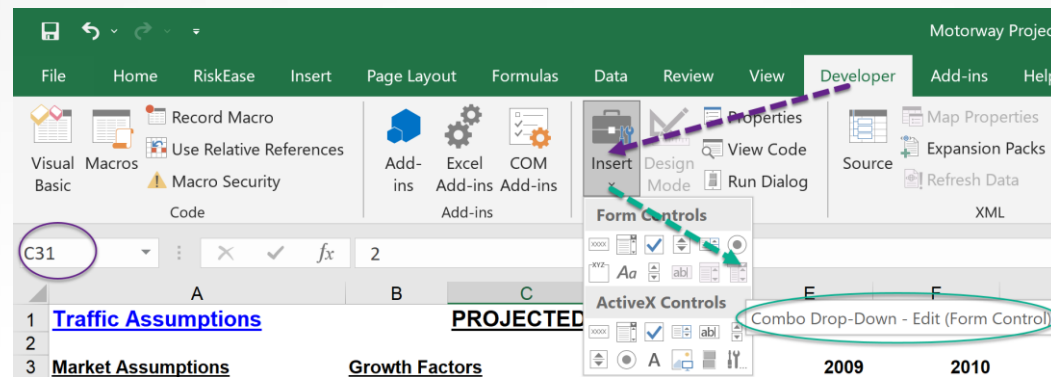 Motorway Projec
File Home RiskEase Insert Page Layout Formulas Data Review View Developer Add-ins Help
Record Macro Properties Map Properties
Use Relative References View Code Expansion Packs
Visual Basic Macros Macro Security Add-ins Excel Add-ins COM Add-ins Insert Design Mode Run Dialog Source Refresh Data
Code Add-ins XML
Form Controls
C31 fx 2
XYZ Aa abl
A B C E F
ActiveX Controls
1 Traffic Assumptions PROJECTED abl Combo Drop-Down - Edit (Form Control)
2
A
3 Market Assumptions Growth Factors 2009 2010